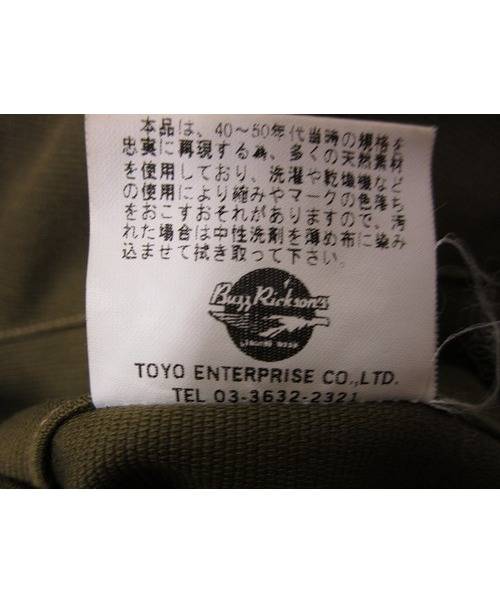 本品は、40〜50年代当時の規格を
忠実に再現する為、多くの天然素材
を使用しており、洗濯や乾燥機など
の使用により縮みやマークの色落ち
をおこすおそれがありますので、汚
れた場合は中性洗剤を薄め布に染み
込ませて拭き取って下さい。
Buzz Rickson's
TOYO ENTERPRISE CO.,LTD.
TEL 03-3632-2321